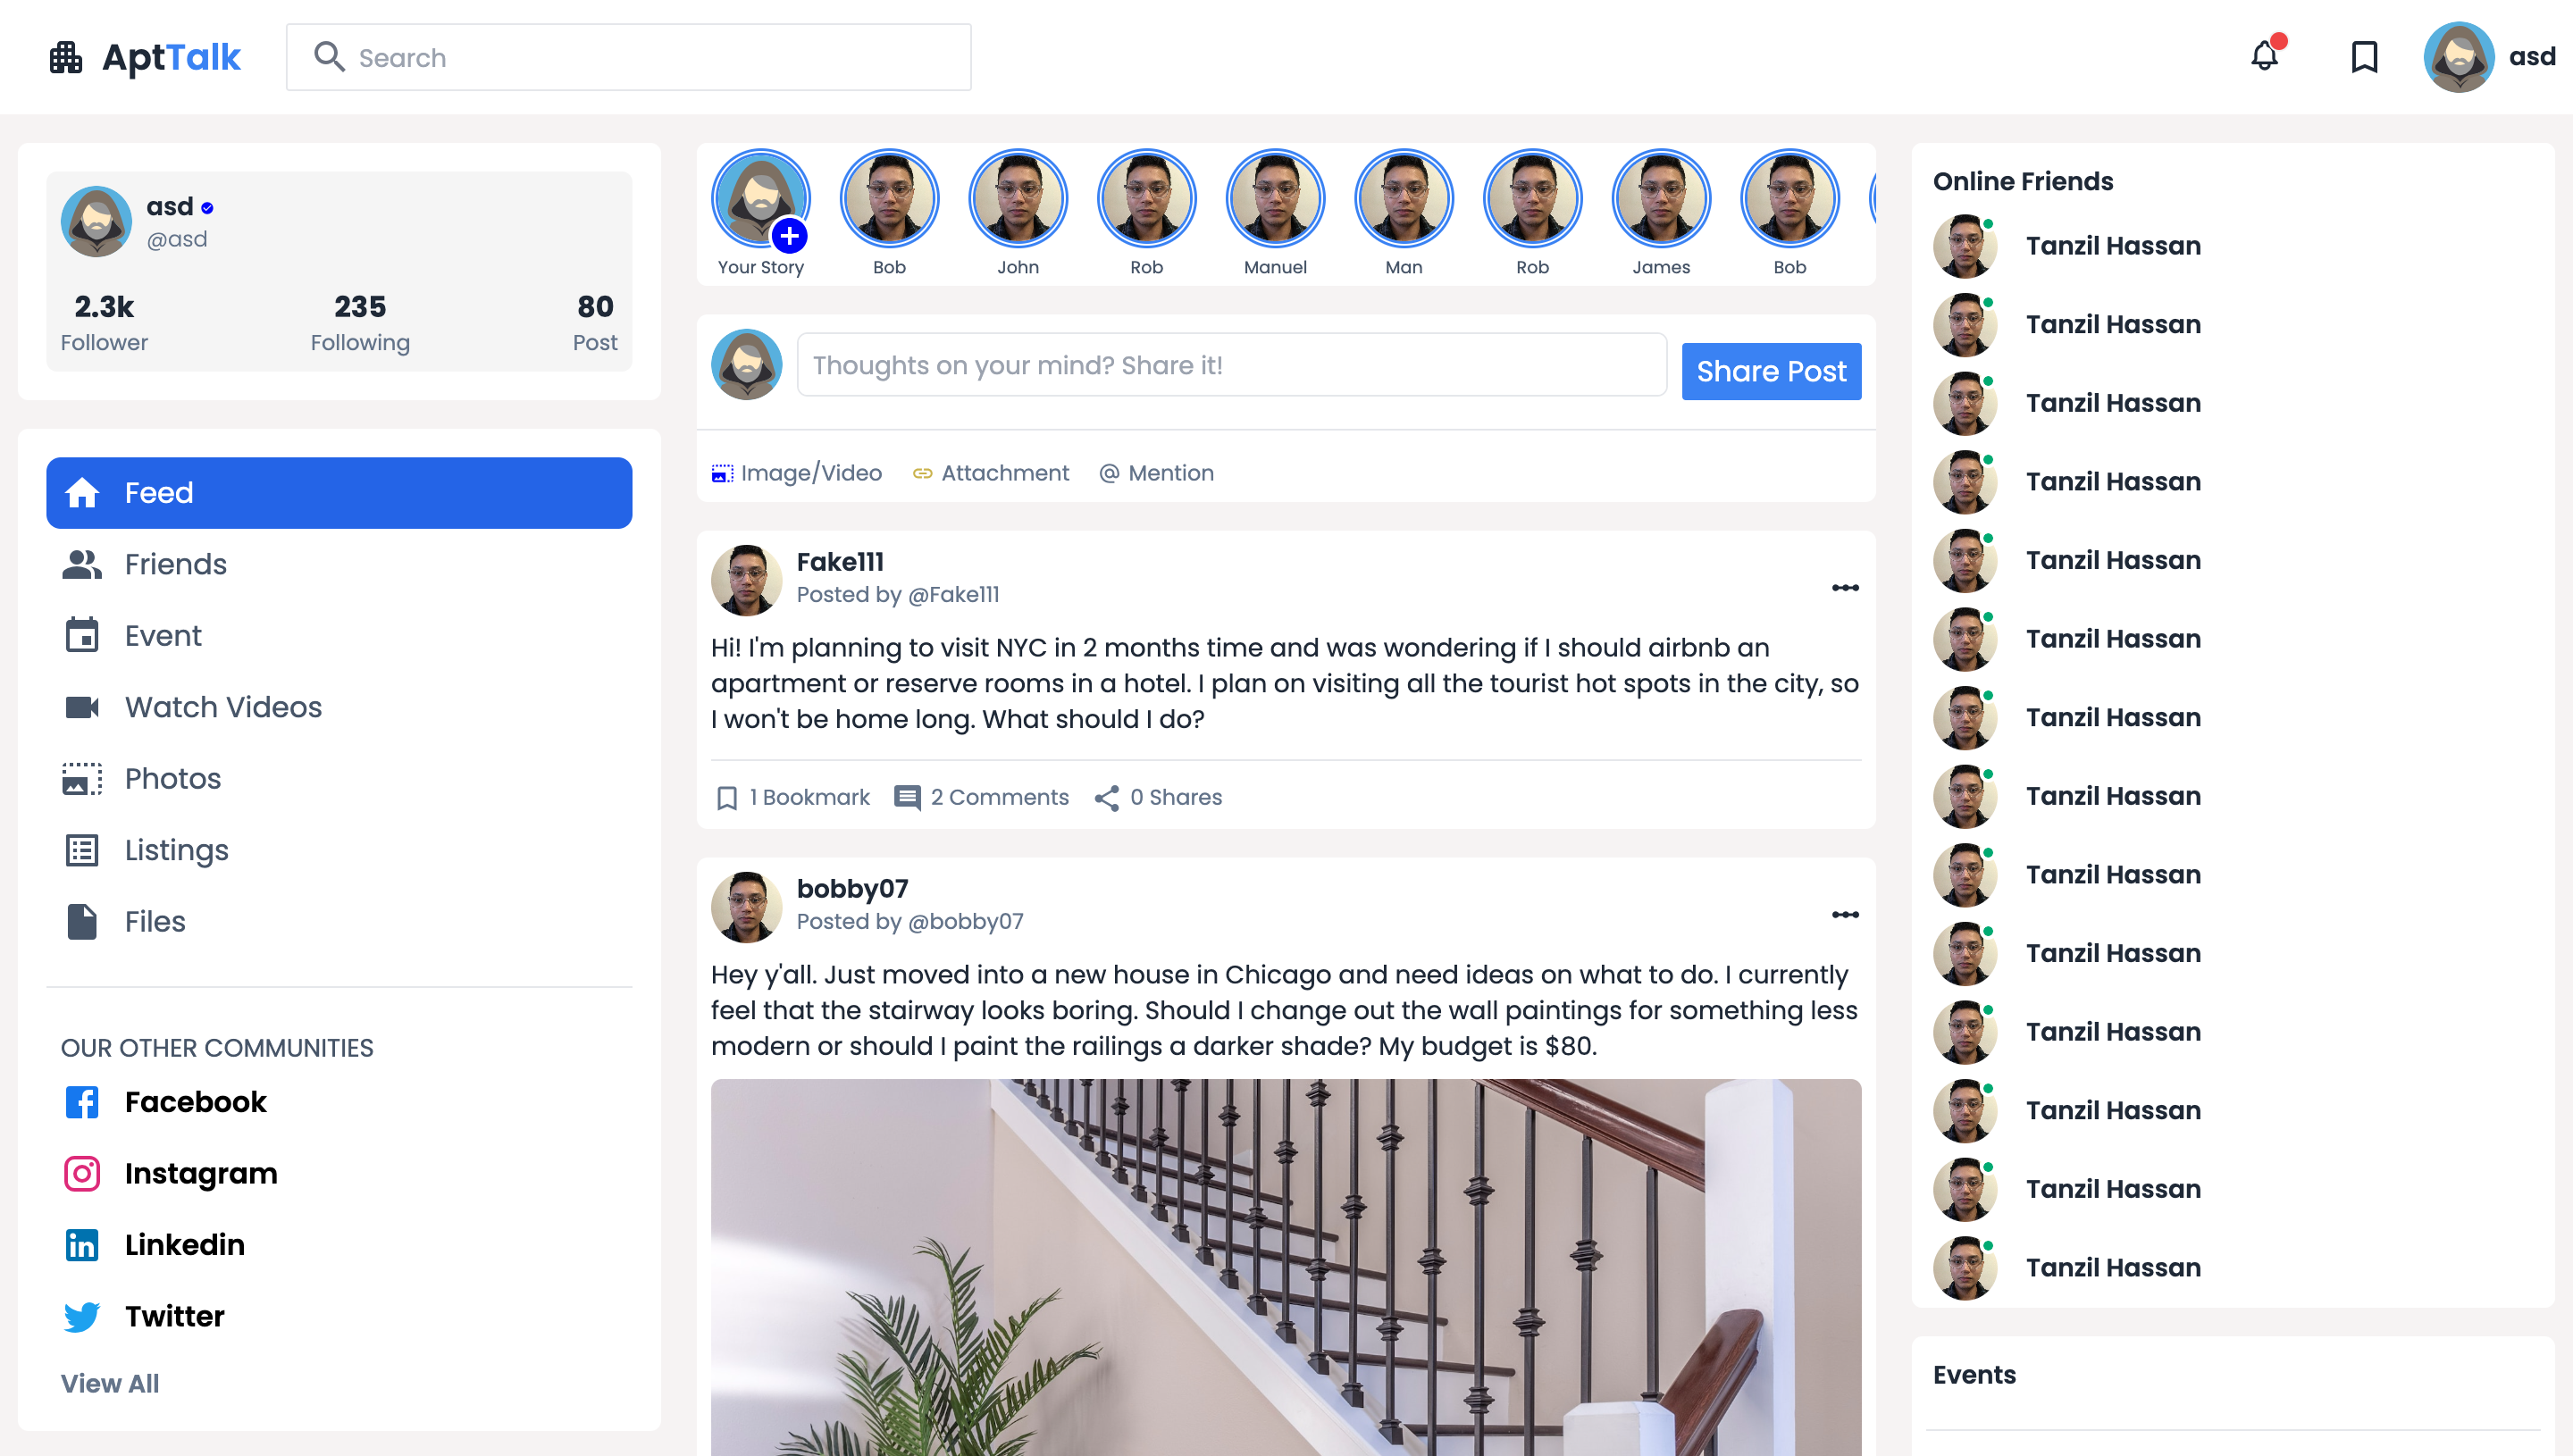 AptTalk
Search
asd
asd
@asd
2.3k
Follower
235
Following
80
Post
Feed
Friends
Event
Watch Videos
Photos
Listings
Files
OUR OTHER COMMUNITIES
Facebook
Instagram
Linkedin
Twitter
View All
Your Story
Bob
John
Rob
Manuel
Man
Rob
James
Bob
Thoughts on your mind? Share it!
Share Post
Image/Video
Attachment
Mention
Fake111
Posted by @Fake111
Hi! I'm planning to visit NYC in 2 months time and was wondering if I should airbnb an
apartment or reserve rooms in a hotel. I plan on visiting all the tourist hot spots in the city, so
I won't be home long. What should I do?
1 Bookmark
2 Comments
0 Shares
bobby07
Posted by @bobby07
Hey y'all. Just moved into a new house in Chicago and need ideas on what to do. I currently
feel that the stairway looks boring. Should I change out the wall paintings for something less
modern or should I paint the railings a darker shade? My budget is $80.
Online Friends
Tanzil Hassan
Tanzil Hassan
Tanzil Hassan
Tanzil Hassan
Tanzil Hassan
Tanzil Hassan
Tanzil Hassan
Tanzil Hassan
Tanzil Hassan
Tanzil Hassan
Tanzil Hassan
Tanzil Hassan
Tanzil Hassan
Tanzil Hassan
Events